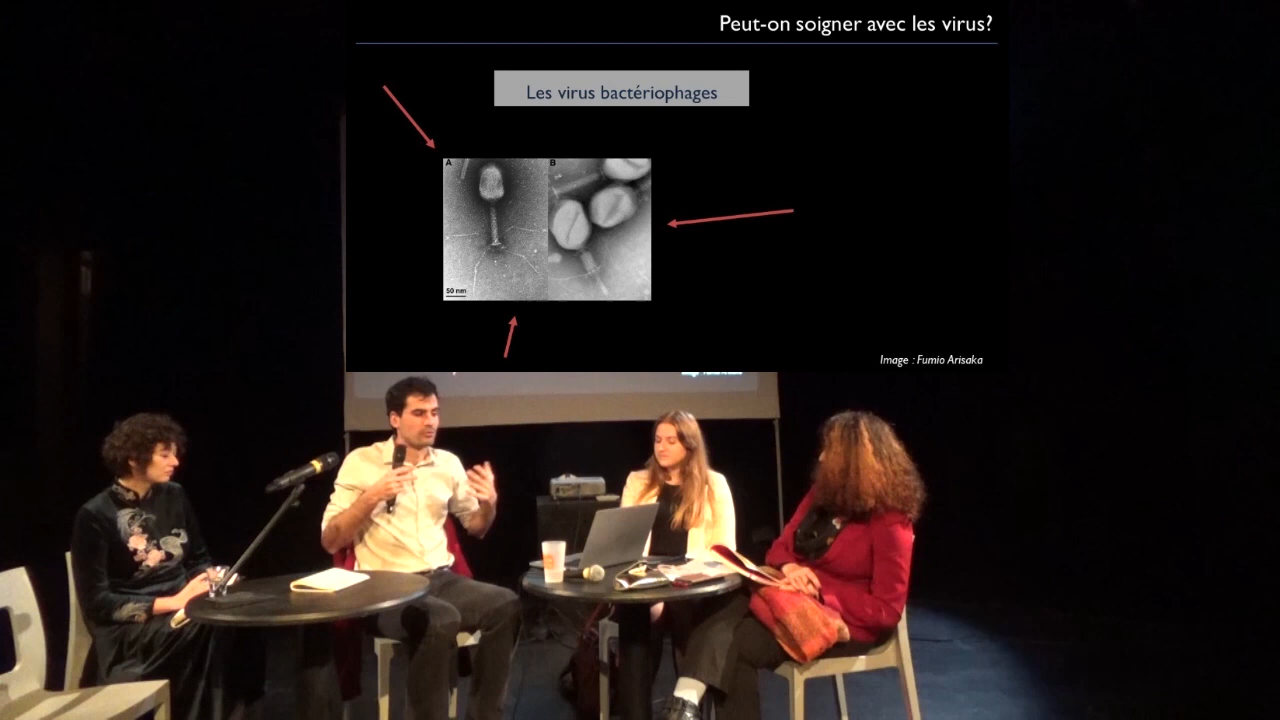 Peut-on soigner avec les virus?
Les virus bactériophages
A
B
50 nm
Image : Fumio Arisaka